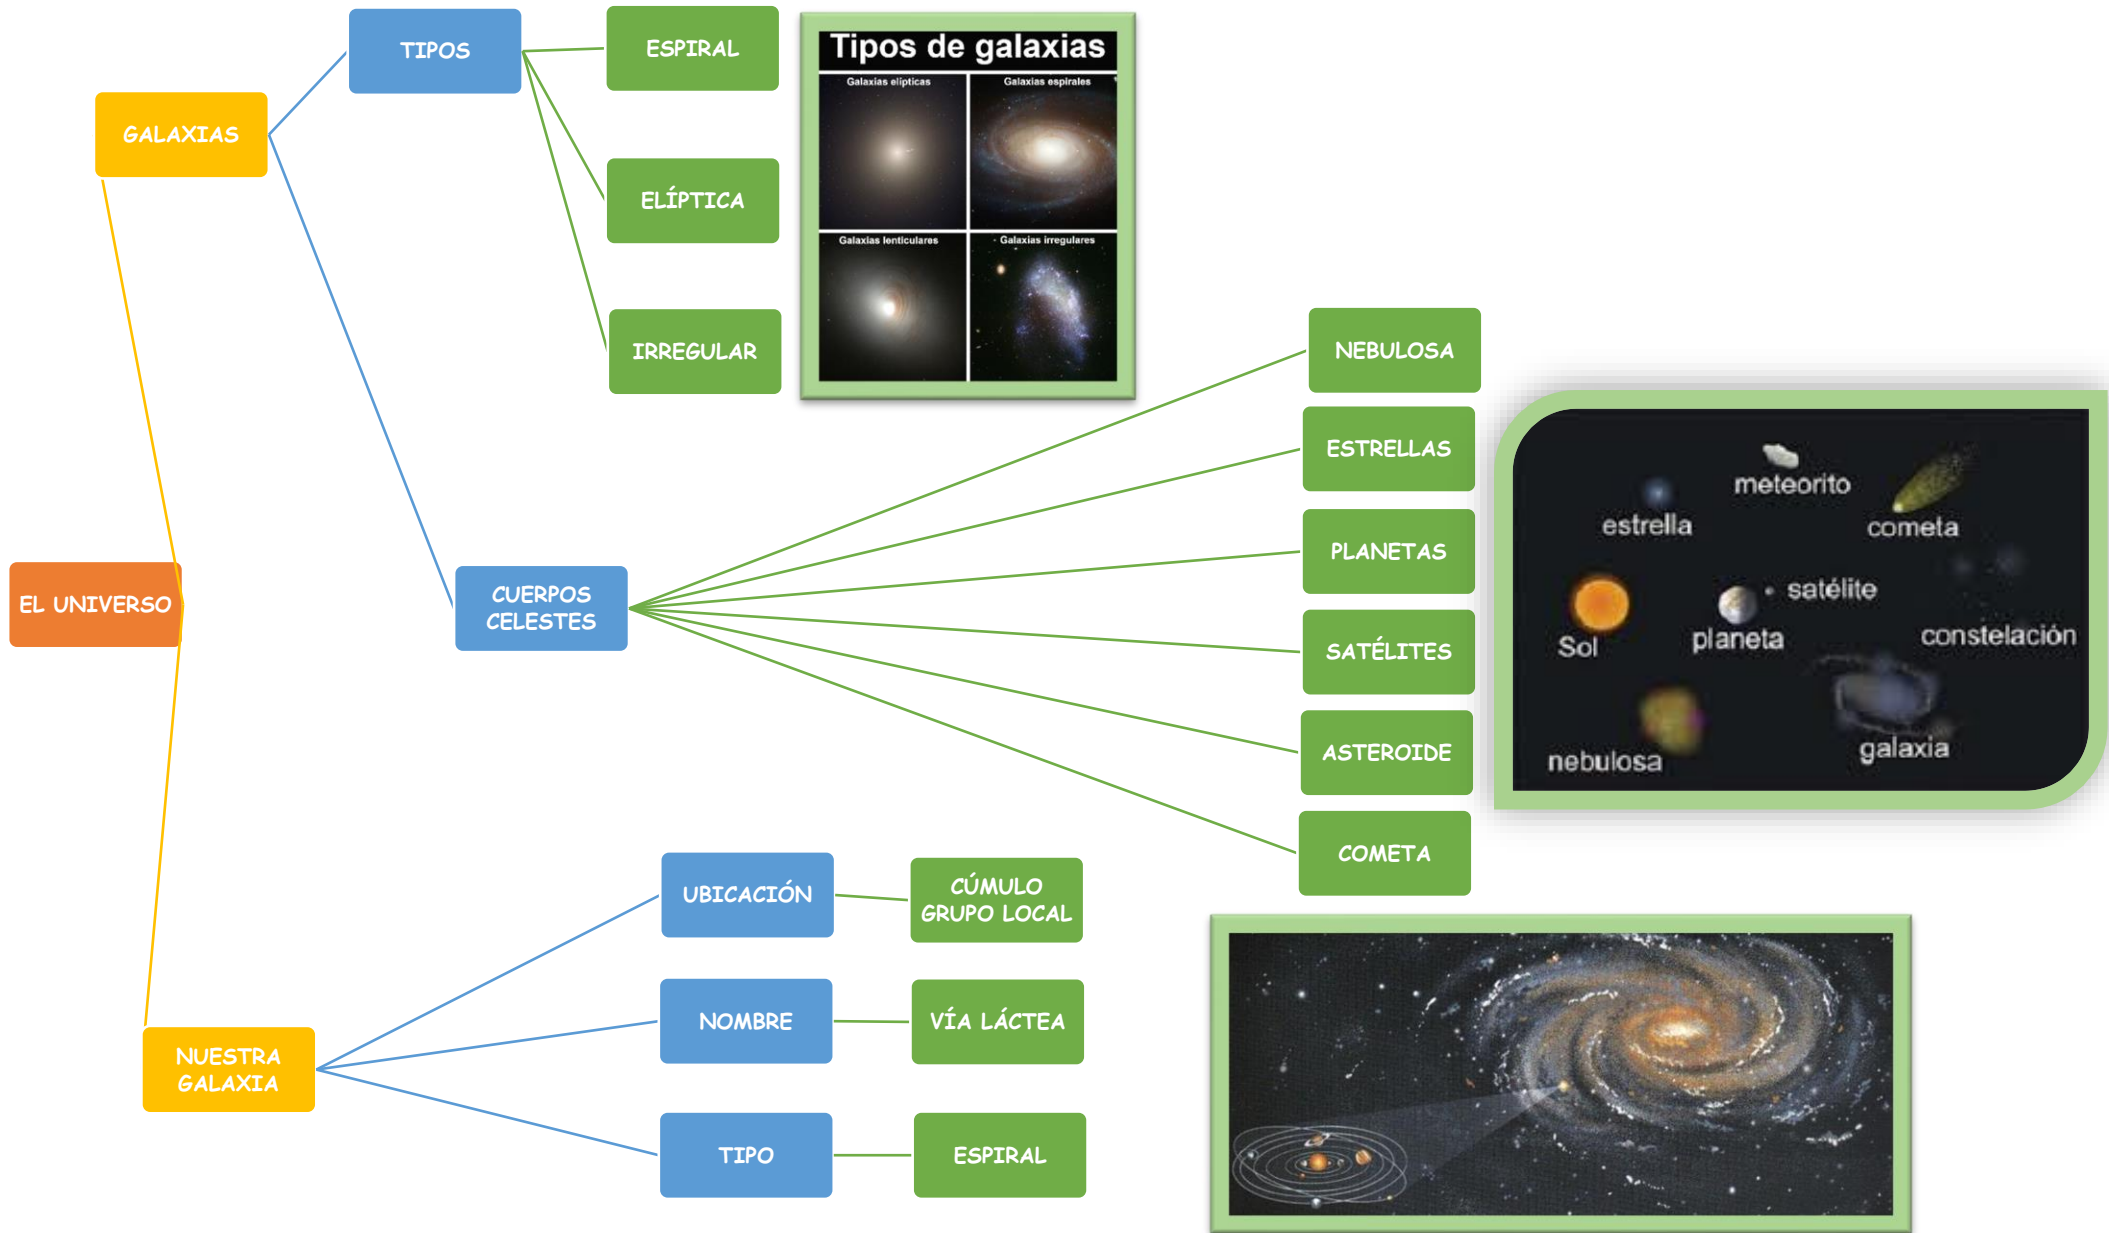 TIPOS
ESPIRAL
GALAXIAS
ELÍPTICA
IRREGULAR
Tipos de galaxias
Galaxias elípticas
Galaxias espirales
Galaxias lenticulares
- Galaxias irregulares
EL UNIVERSO
CUERPOS
CELESTES
NEBULOSA
ESTRELLAS
PLANETAS
SATÉLITES
ASTEROIDE
COMETA
meteorito
estrella
cometa
satélite
Sol
planeta
constelación
nebulosa
galaxia
UBICACIÓN
CÚMULO
GRUPO LOCAL
NOMBRE
VÍA LÁCTEA
NUESTRA
GALAXIA
TIPO
ESPIRAL